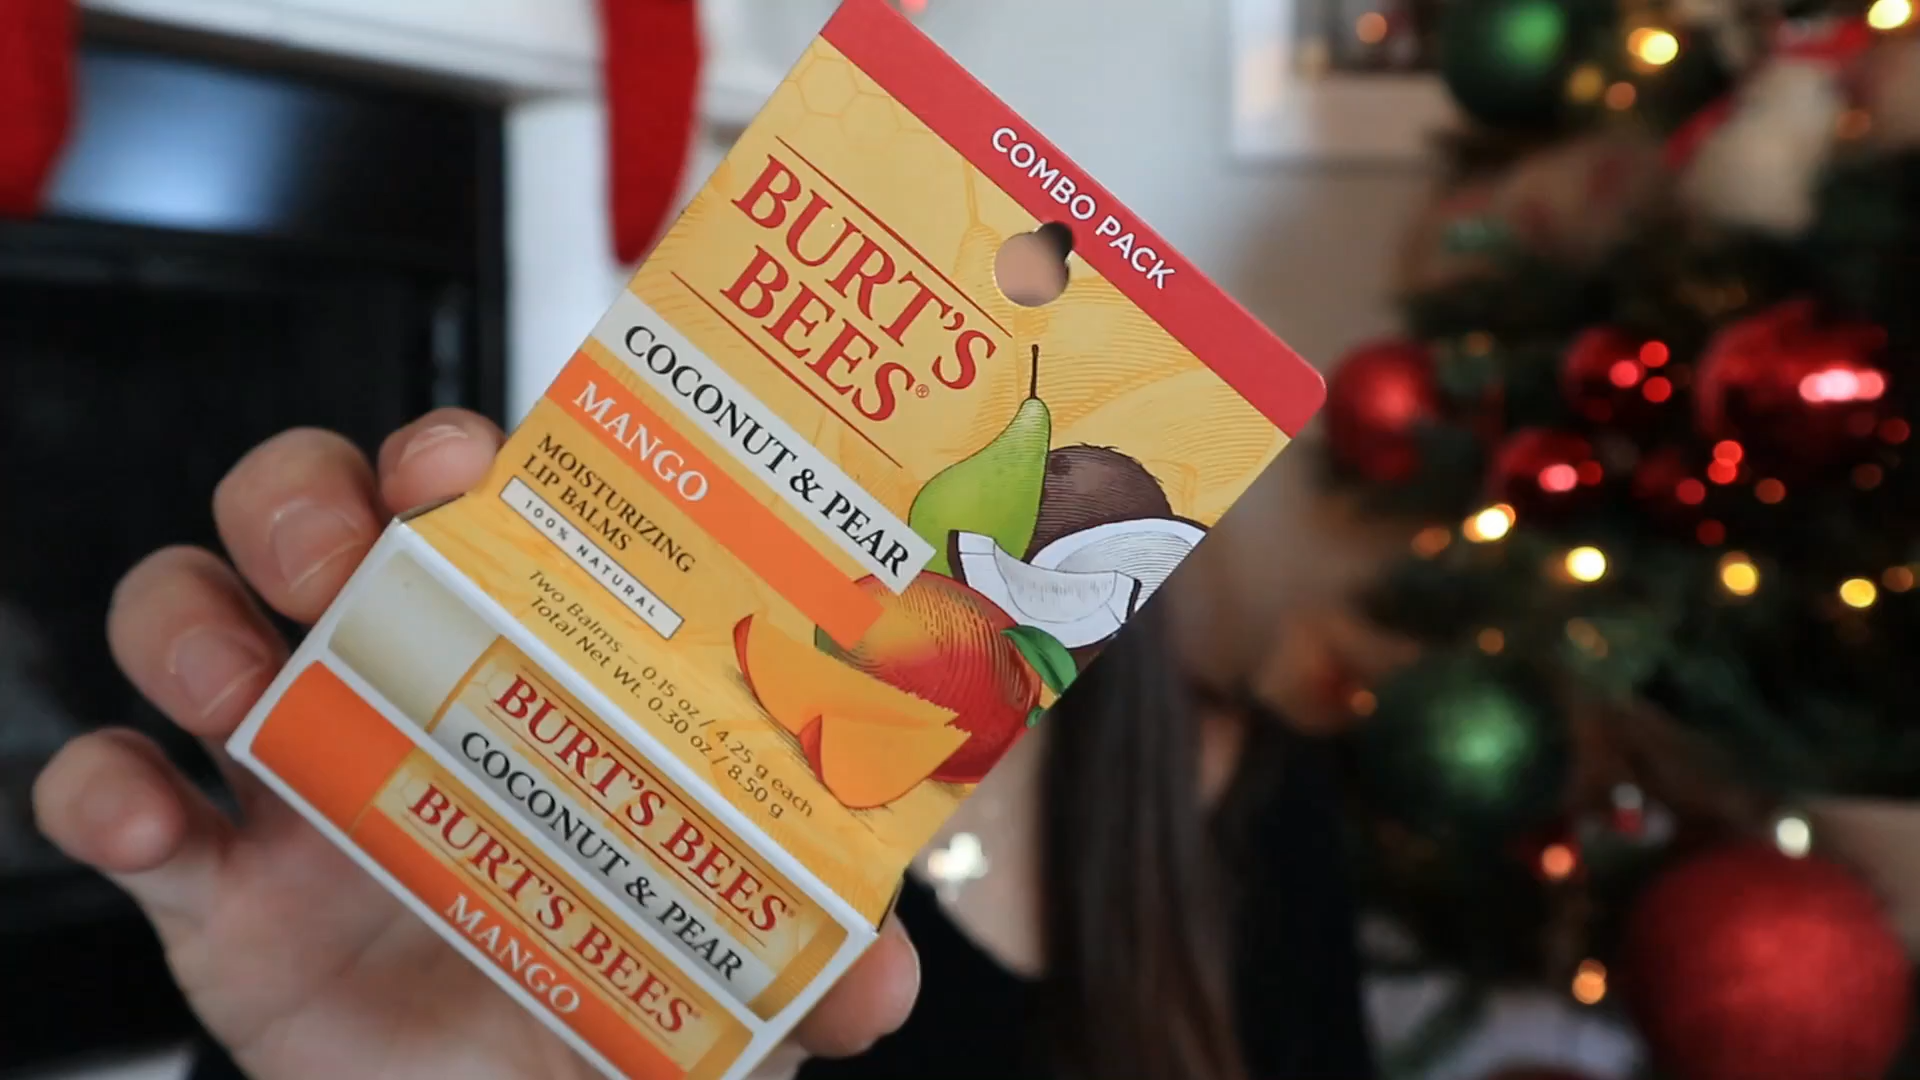 COMBO PACK
BURT'S
BEES®
COCONUT & PEAR
MANGO
MOISTURIZING
LIP BALMS
100% NATURAL
Two Balms – 0.15 oz / 4.25 g each
Total Net Wt. 0.30 oz / 8.50 g
BURT'S BEES®
COCONUT & PEAR
BURT'S BEES®
MANGO